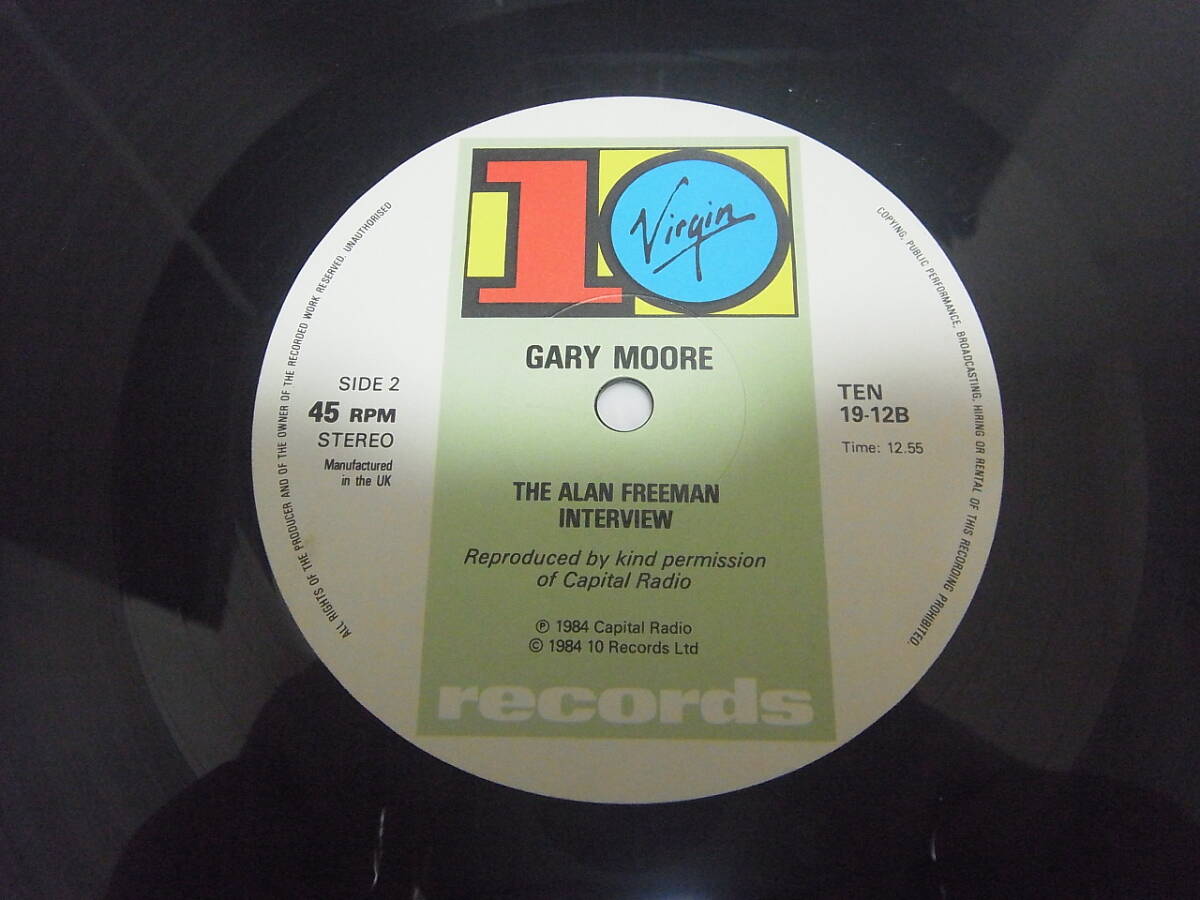 10
Virgin
GARY MOORE
SIDE 2
45 RPM
STEREO
Manufactured
in the UK
TEN
19-12B
Time: 12.55
THE ALAN FREEMAN
INTERVIEW
Reproduced by kind permission
of Capital Radio
℗ 1984 Capital Radio
© 1984 10 Records Ltd
records
ALL RIGHTS OF THE PRODUCER AND OF THE OWNER OF THE RECORDED WORK RESERVED. UNAUTHORISED
COPYING, PUBLIC PERFORMANCE, BROADCASTING, HIRING OR RENTAL OF THIS RECORDING PROHIBITED.